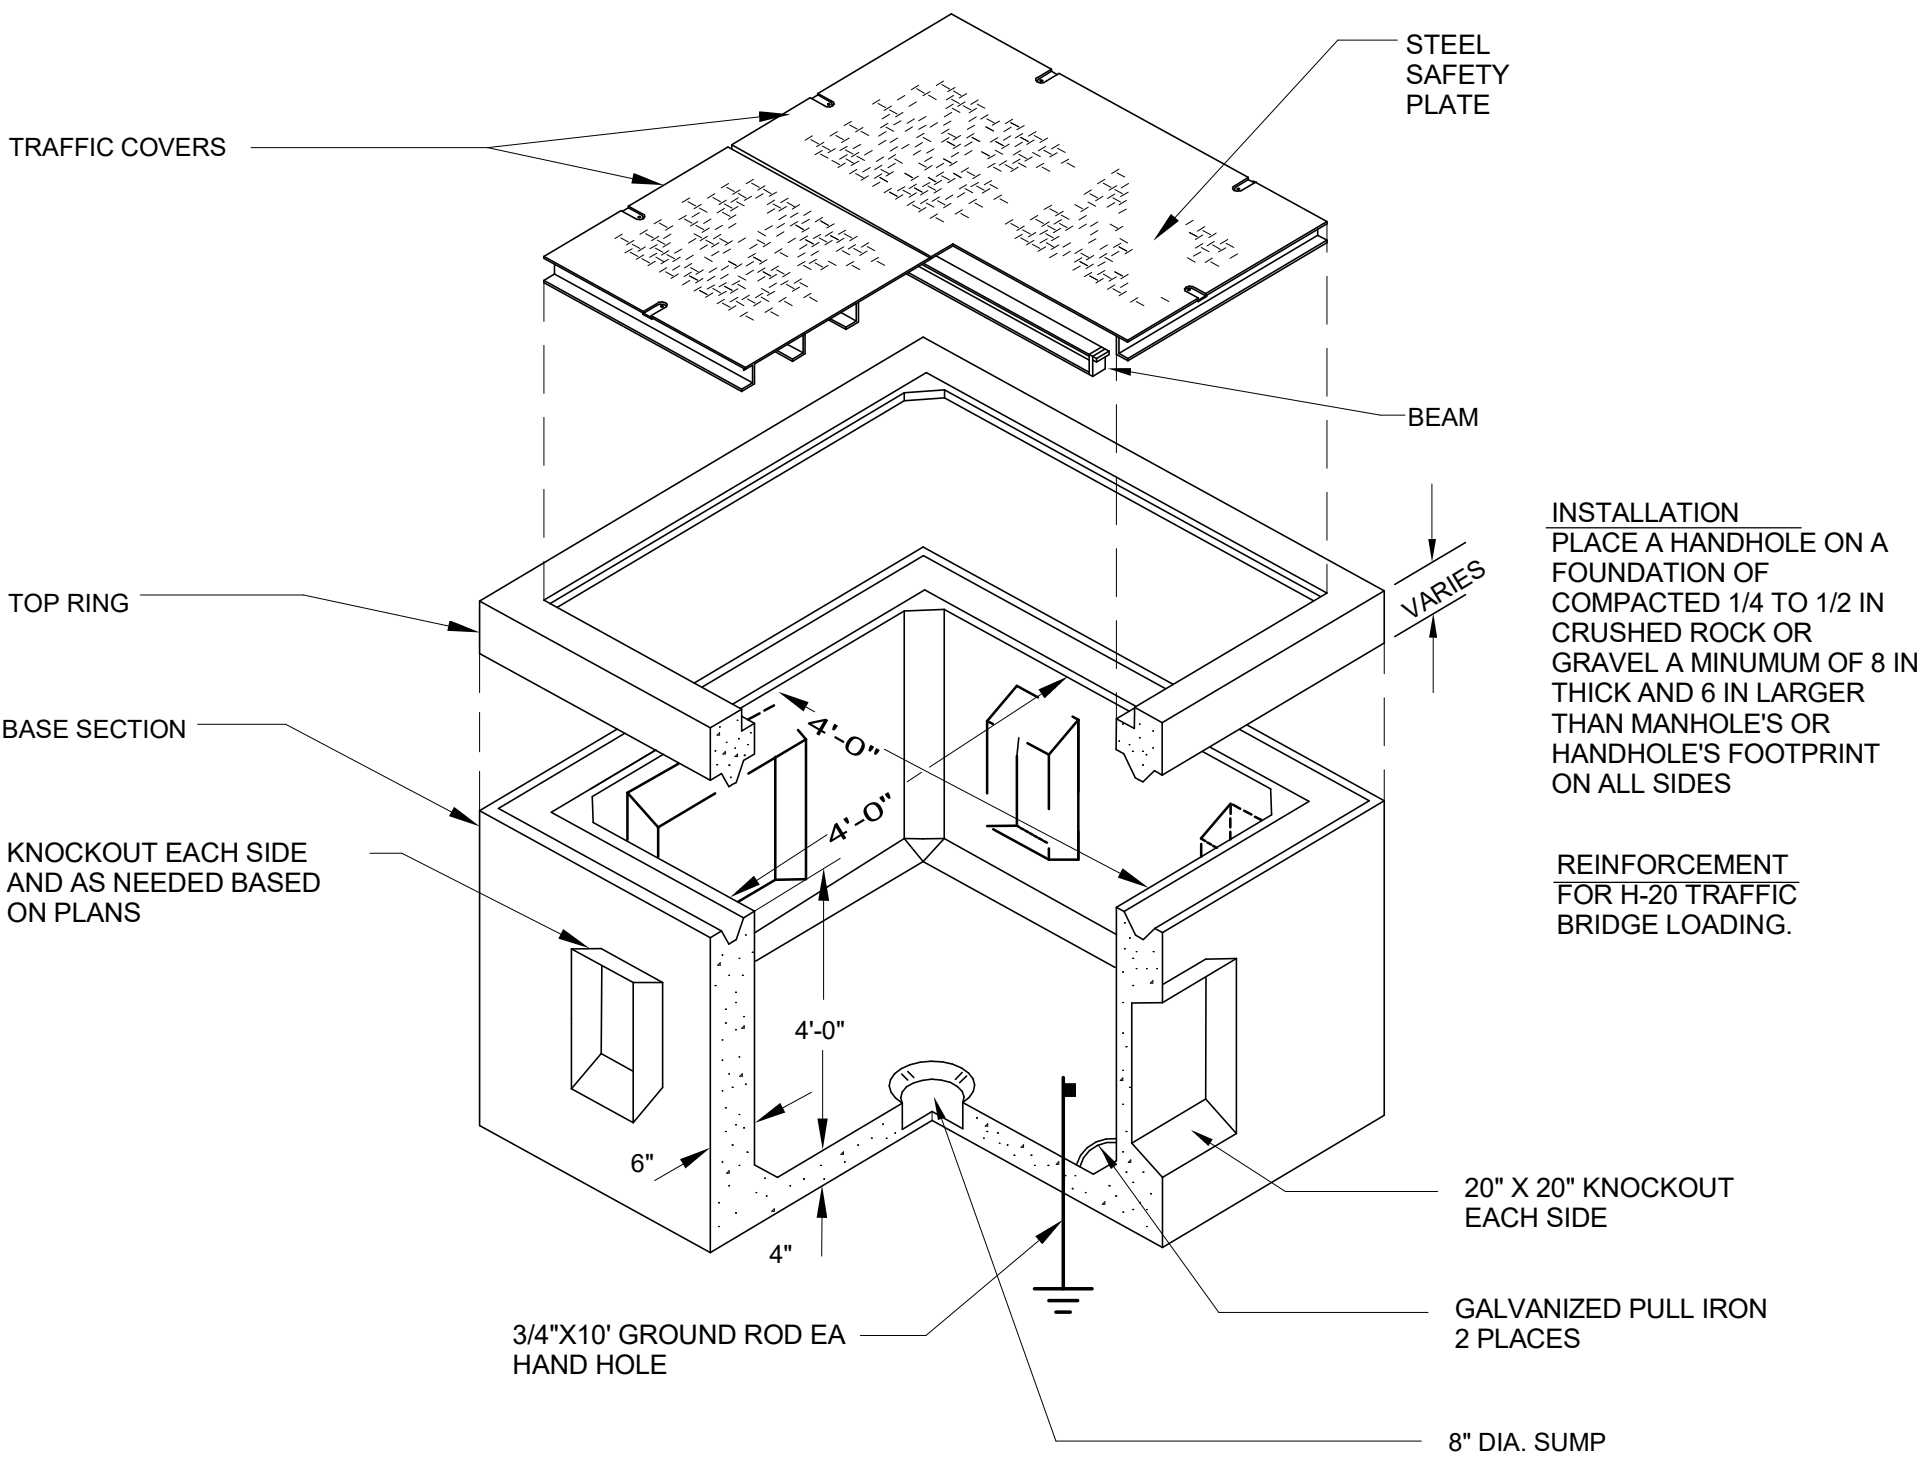 STEEL
SAFETY
PLATE
TRAFFIC COVERS
BEAM
INSTALLATION
PLACE A HANDHOLE ON A
FOUNDATION OF
COMPACTED 1/4 TO 1/2 IN
CRUSHED ROCK OR
GRAVEL A MINUMUM OF 8 IN
THICK AND 6 IN LARGER
THAN MANHOLE'S OR
HANDHOLE'S FOOTPRINT
ON ALL SIDES
VARIES
TOP RING
BASE SECTION
4'-0"
4'-0"
KNOCKOUT EACH SIDE
AND AS NEEDED BASED
ON PLANS
REINFORCEMENT
FOR H-20 TRAFFIC
BRIDGE LOADING.
4'-0"
6"
4"
20" X 20" KNOCKOUT
EACH SIDE
GALVANIZED PULL IRON
2 PLACES
3/4"X10' GROUND ROD EA
HAND HOLE
8" DIA. SUMP